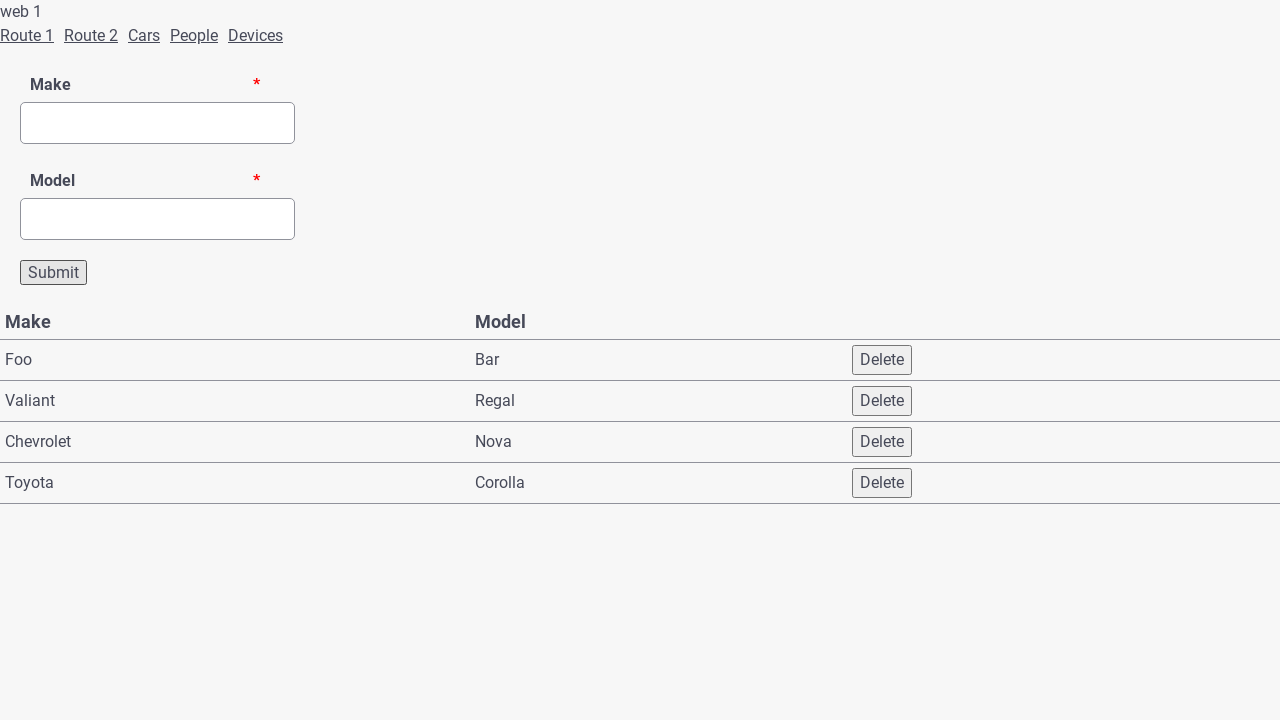 web 1
Route 1 Route 2 Cars People Devices
Make *
Model *
Submit
Make Model
Foo Bar Delete
Valiant Regal Delete
Chevrolet Nova Delete
Toyota Corolla Delete